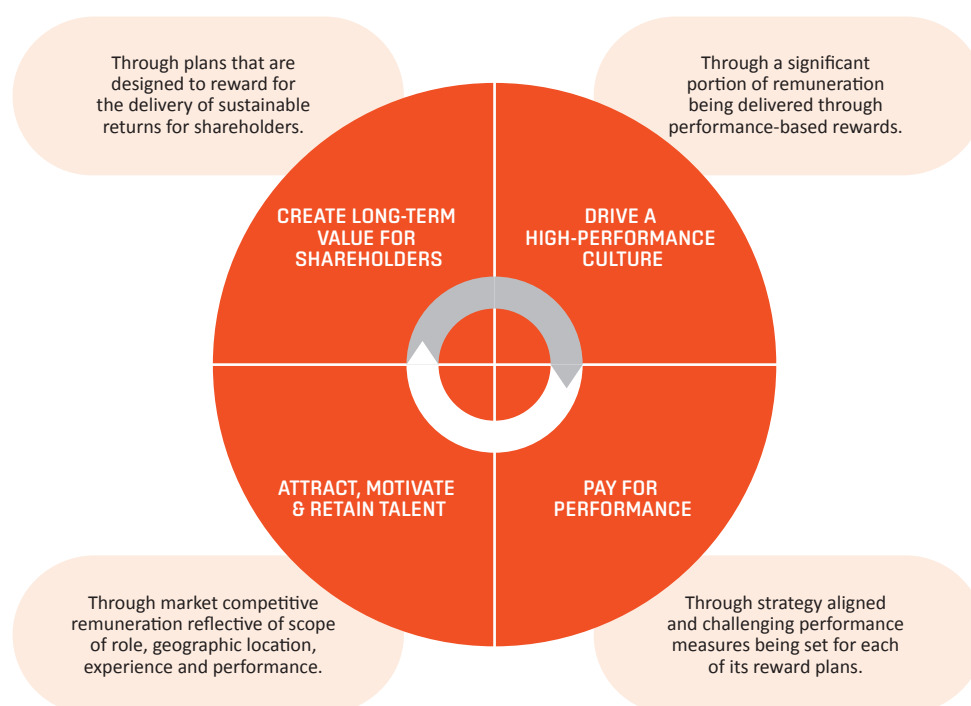 Through plans that are
designed to reward for
the delivery of sustainable
returns for shareholders.
Through a significant
portion of remuneration
being delivered through
performance-based rewards.
CREATE LONG-TERM
VALUE FOR
SHAREHOLDERS
DRIVE A
HIGH-PERFORMANCE
CULTURE
ATTRACT, MOTIVATE
& RETAIN TALENT
PAY FOR
PERFORMANCE
Through market competitive
remuneration reflective of scope
of role, geographic location,
experience and performance.
Through strategy aligned
and challenging performance
measures being set for each
of its reward plans.